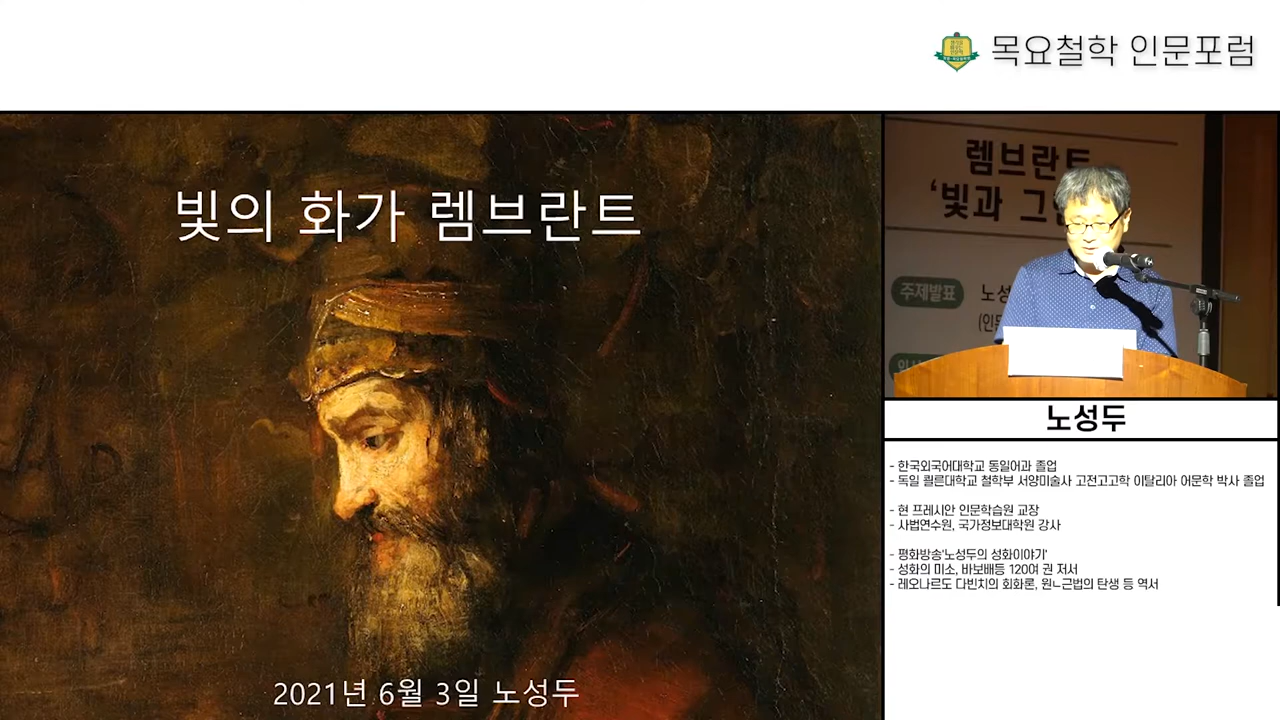 목요철학 인문포럼
빛의 화가 렘브란트
2021년 6월 3일 노성두
렘브란트
'빛과 그
주제발표 노성
(인문
노성두
- 한국외국어대학교 동일어과 졸업
- 독일 쾰른대학교 철학부 서양미술사 고전고고학 이탈리아 어문학 박사 졸업
- 현 프레시안 인문학습원 교장
- 사법연수원, 국가정보대학원 강사
- 평화방송'노성두의 성화이야기'
- 성화의 미소, 바보배등 120여 권 저서
- 레오나르도 다빈치의 회화론, 원ㄴ근법의 탄생 등 역서